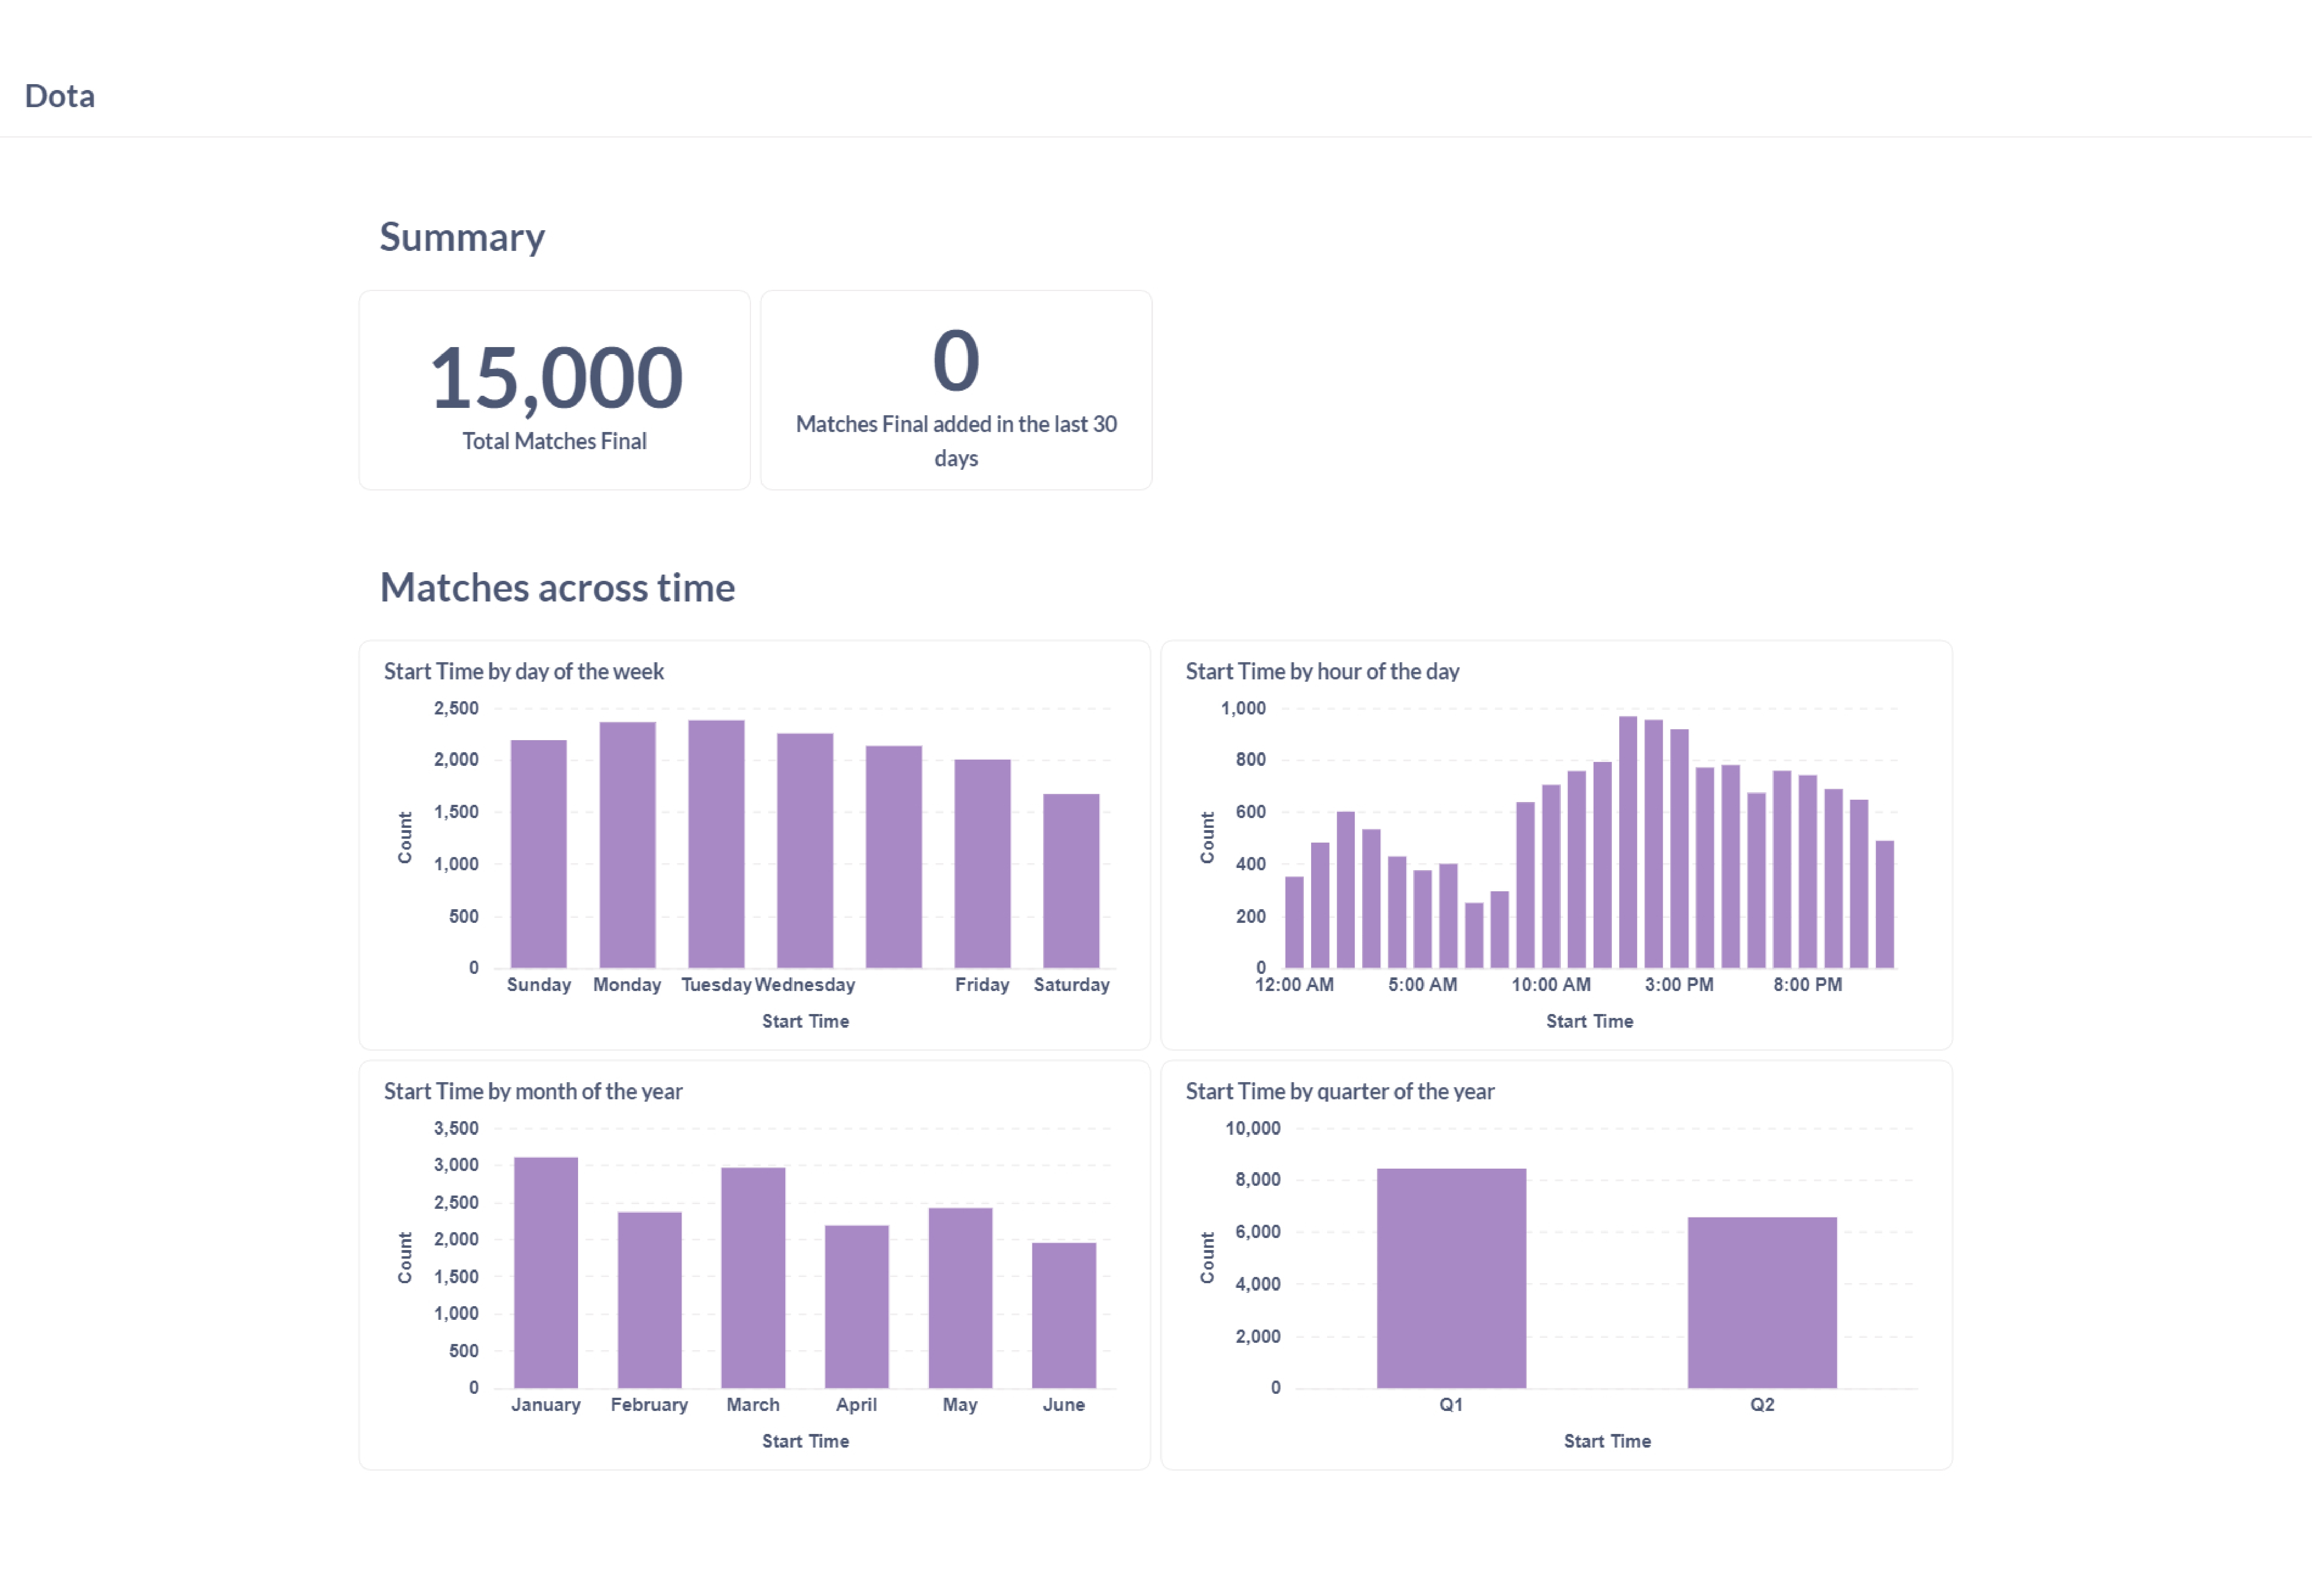 Dota
Summary
15,000
Total Matches Final
0
Matches Final added in the last 30
days
Matches across time
Start Time by day of the week
2,500
2,000
1,500
1,000
500
0
Count
Sunday Monday Tuesday Wednesday Friday Saturday
Start Time
Start Time by hour of the day
1,000
800
600
400
200
0
Count
12:00 AM 5:00 AM 10:00 AM 3:00 PM 8:00 PM
Start Time
Start Time by month of the year
3,500
3,000
2,500
2,000
1,500
1,000
500
0
Count
January February March April May June
Start Time
Start Time by quarter of the year
10,000
8,000
6,000
4,000
2,000
0
Count
Q1 Q2
Start Time